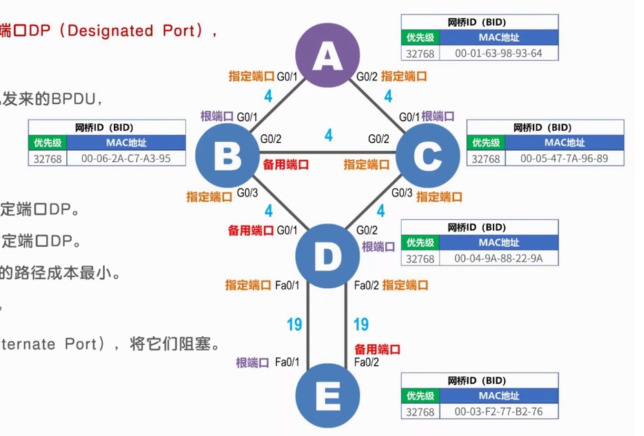 端口DP（Designated Port），
发来的BPDU，
定端口DP。
定端口DP。
的路径成本最小。
ternate Port），将它们阻塞。
网桥ID（BID）
优先级 MAC地址
32768 00-01-63-98-93-64
A
指定端口 G0/1 G0/2 指定端口
4 4
根端口 G0/1 G0/1 根端口
网桥ID（BID）
优先级 MAC地址
32768 00-06-2A-C7-A3-95
B
G0/2 4 G0/2
备用端口 指定端口
C
网桥ID（BID）
优先级 MAC地址
32768 00-05-47-7A-96-89
指定端口 G0/3 G0/3 指定端口
4 4
备用端口 G0/1 G0/2
根端口
D
网桥ID（BID）
优先级 MAC地址
32768 00-04-9A-88-22-9A
指定端口 Fa0/1 Fa0/2 指定端口
19 19
备用端口
根端口 Fa0/1 Fa0/2
E
网桥ID（BID）
优先级 MAC地址
32768 00-03-F2-77-B2-76